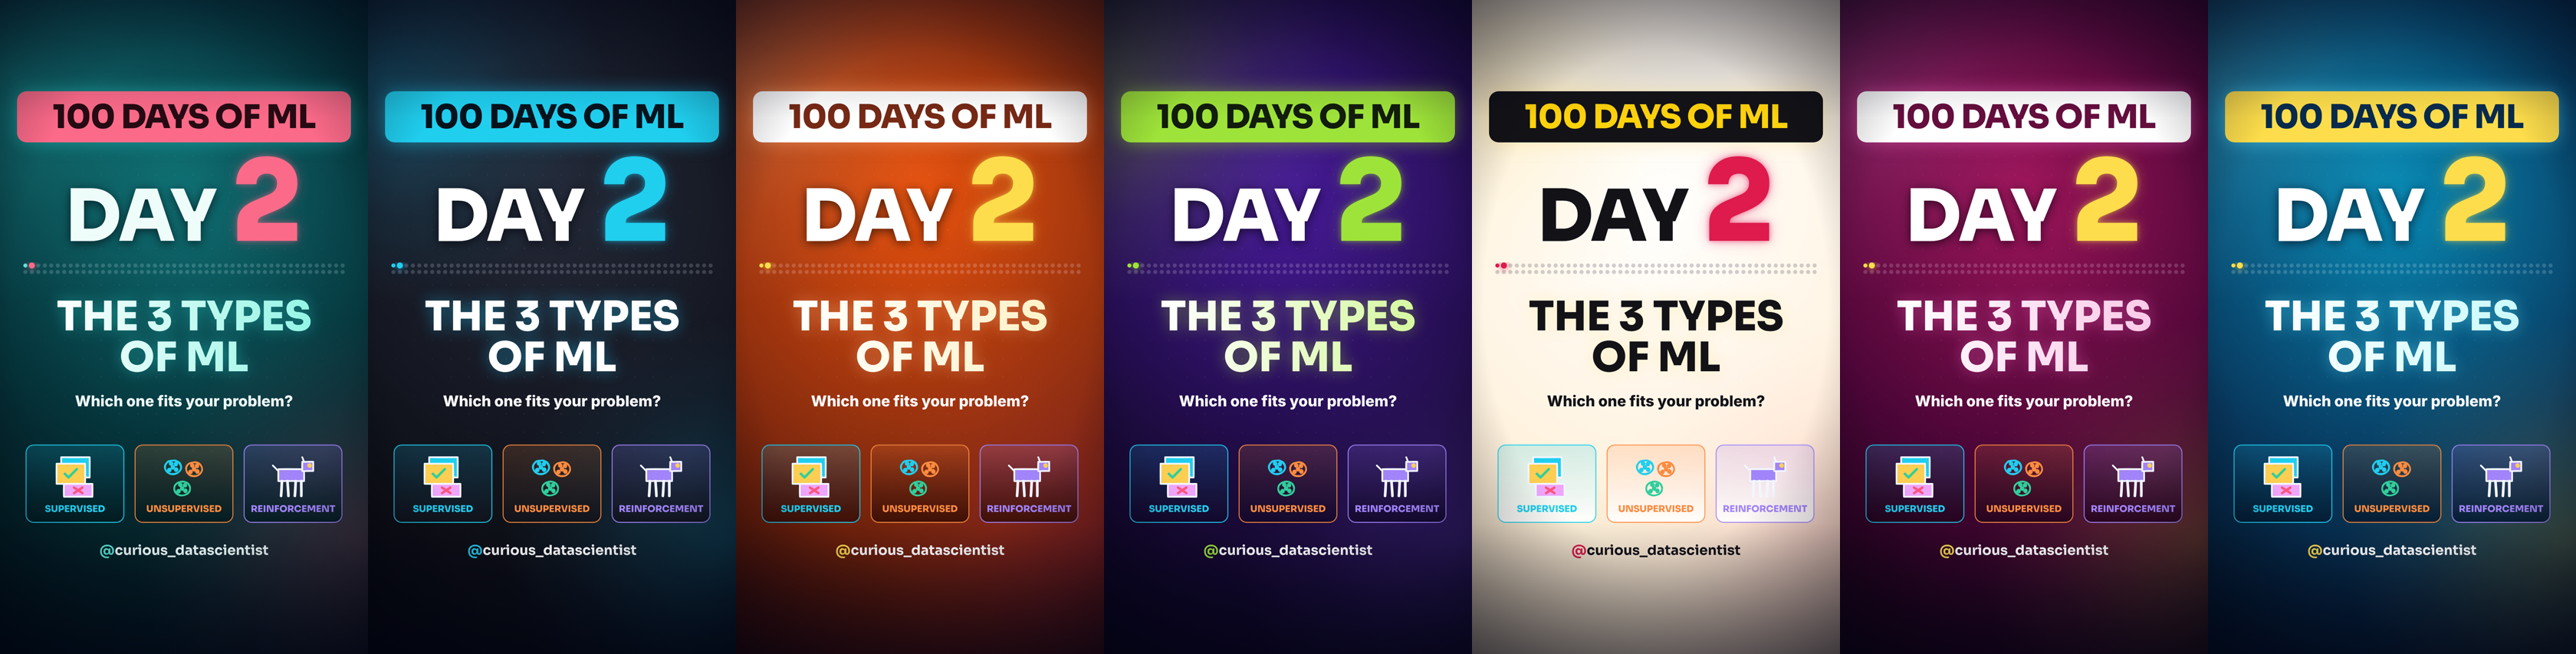 100 DAYS OF ML
DAY 2
THE 3 TYPES
OF ML
Which one fits your problem?
SUPERVISED
UNSUPERVISED
REINFORCEMENT
@curious_datascientist
100 DAYS OF ML
DAY 2
THE 3 TYPES
OF ML
Which one fits your problem?
SUPERVISED
UNSUPERVISED
REINFORCEMENT
@curious_datascientist
100 DAYS OF ML
DAY 2
THE 3 TYPES
OF ML
Which one fits your problem?
SUPERVISED
UNSUPERVISED
REINFORCEMENT
@curious_datascientist
100 DAYS OF ML
DAY 2
THE 3 TYPES
OF ML
Which one fits your problem?
SUPERVISED
UNSUPERVISED
REINFORCEMENT
@curious_datascientist
100 DAYS OF ML
DAY 2
THE 3 TYPES
OF ML
Which one fits your problem?
SUPERVISED
UNSUPERVISED
REINFORCEMENT
@curious_datascientist
100 DAYS OF ML
DAY 2
THE 3 TYPES
OF ML
Which one fits your problem?
SUPERVISED
UNSUPERVISED
REINFORCEMENT
@curious_datascientist
100 DAYS OF ML
DAY 2
THE 3 TYPES
OF ML
Which one fits your problem?
SUPERVISED
UNSUPERVISED
REINFORCEMENT
@curious_datascientist